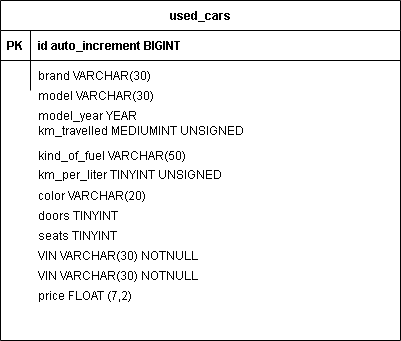 used_cars
PK id auto_increment BIGINT
brand VARCHAR(30)
model VARCHAR(30)
model_year YEAR
km_travelled MEDIUMINT UNSIGNED
kind_of_fuel VARCHAR(50)
km_per_liter TINYINT UNSIGNED
color VARCHAR(20)
doors TINYINT
seats TINYINT
VIN VARCHAR(30) NOTNULL
VIN VARCHAR(30) NOTNULL
price FLOAT (7,2)